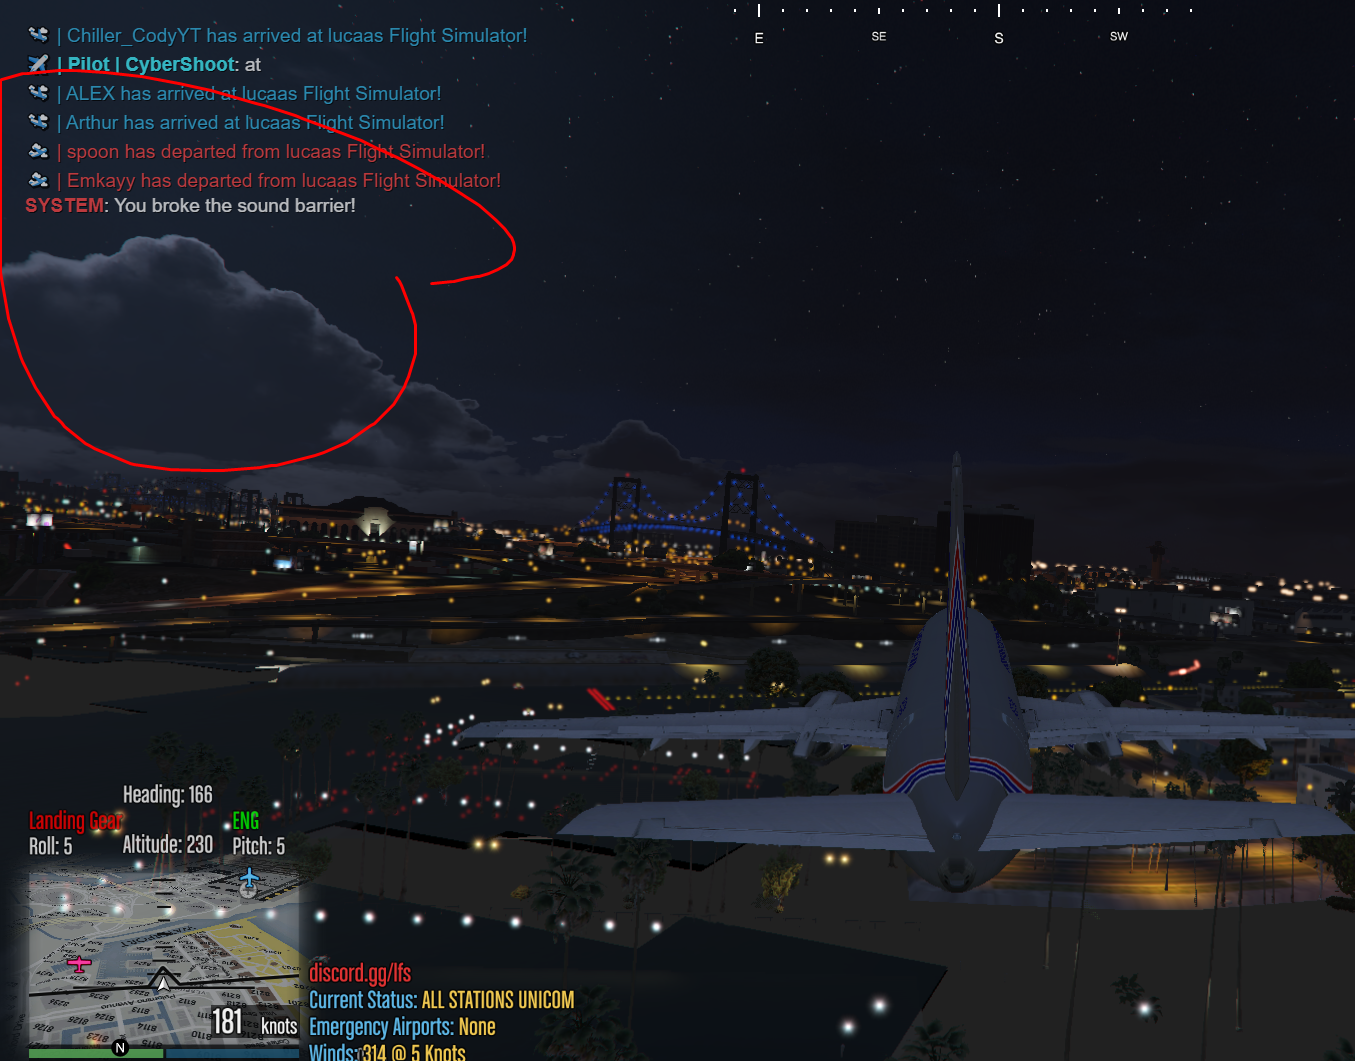 E SE S SW
| Chiller_CodyYT has arrived at lucaas Flight Simulator!
| Pilot | CyberShoot: at
| ALEX has arrived at lucaas Flight Simulator!
| Arthur has arrived at lucaas Flight Simulator!
| spoon has departed from lucaas Flight Simulator!
| Emkayy has departed from lucaas Flight Simulator!
SYSTEM: You broke the sound barrier!
Heading: 166
Landing Gear ENG
Roll: 5 Altitude: 230 Pitch: 5
181 knots
N
discord.gg/lfs
Current Status: ALL STATIONS UNICOM
Emergency Airports: None
Winds: 314 @ 5 Knots